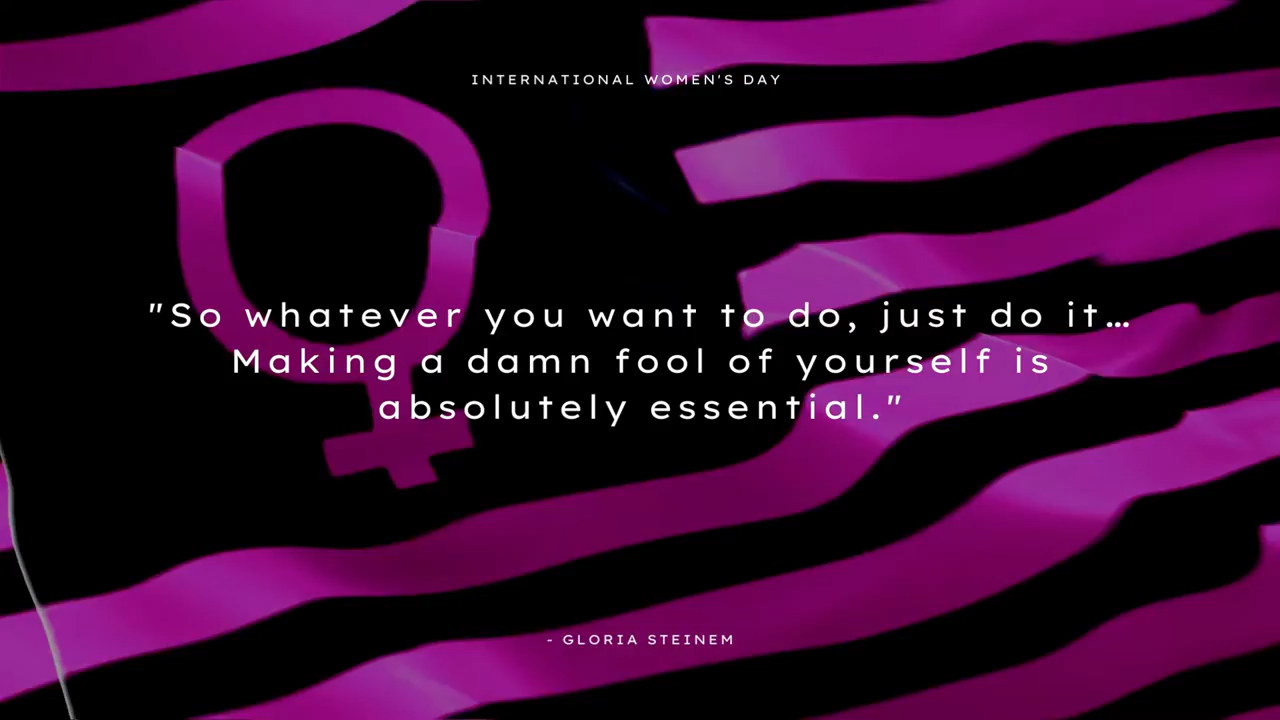 INTERNATIONAL WOMEN'S DAY
"So whatever you want to do, just do it…
Making a damn fool of yourself is
absolutely essential."
- GLORIA STEINEM